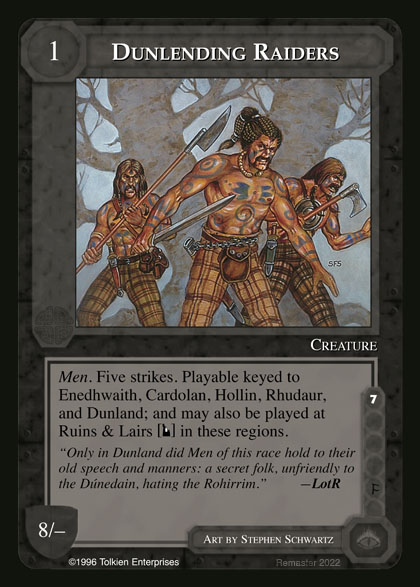 1
DUNLENDING RAIDERS
SFS
CREATURE
Men. Five strikes. Playable keyed to
Enedhwaith, Cardolan, Hollin, Rhudaur,
and Dunland; and may also be played at
Ruins & Lairs [] in these regions.
7
“Only in Dunland did Men of this race hold to their
old speech and manners: a secret folk, unfriendly to
the Dúnedain, hating the Rohirrim.” —LotR
F
8/–
ART BY STEPHEN SCHWARTZ
©1996 Tolkien Enterprises
Remaster 2022